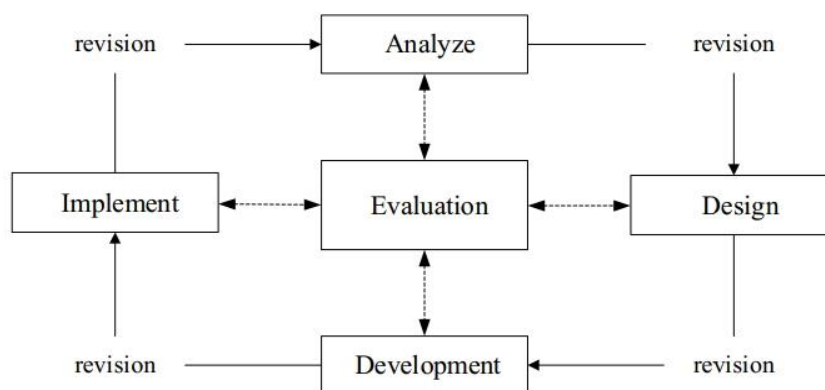 revision
Analyze
revision
Implement
Evaluation
Design
revision
Development
revision